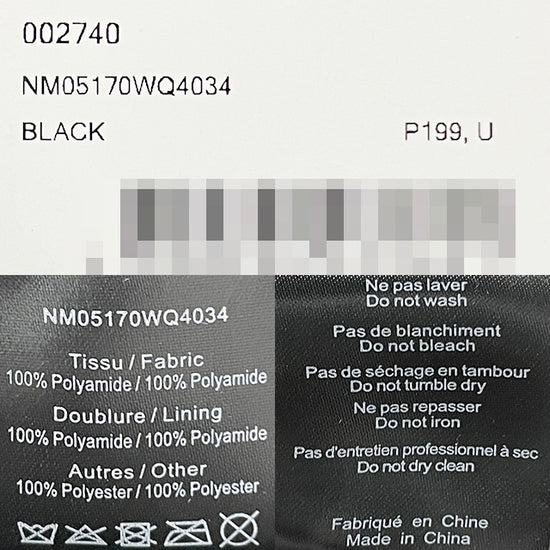 002740
NM05170WQ4034
BLACK P199, U
NM05170WQ4034
Tissu / Fabric
100% Polyamide / 100% Polyamide
Doublure / Lining
100% Polyamide / 100% Polyamide
Autres / Other
100% Polyester / 100% Polyester
Ne pas laver
Do not wash
Pas de blanchiment
Do not bleach
Pas de séchage en tambour
Do not tumble dry
Ne pas repasser
Do not iron
Pas d'entretien professionnel à sec
Do not dry clean
Fabriqué en Chine
Made in China